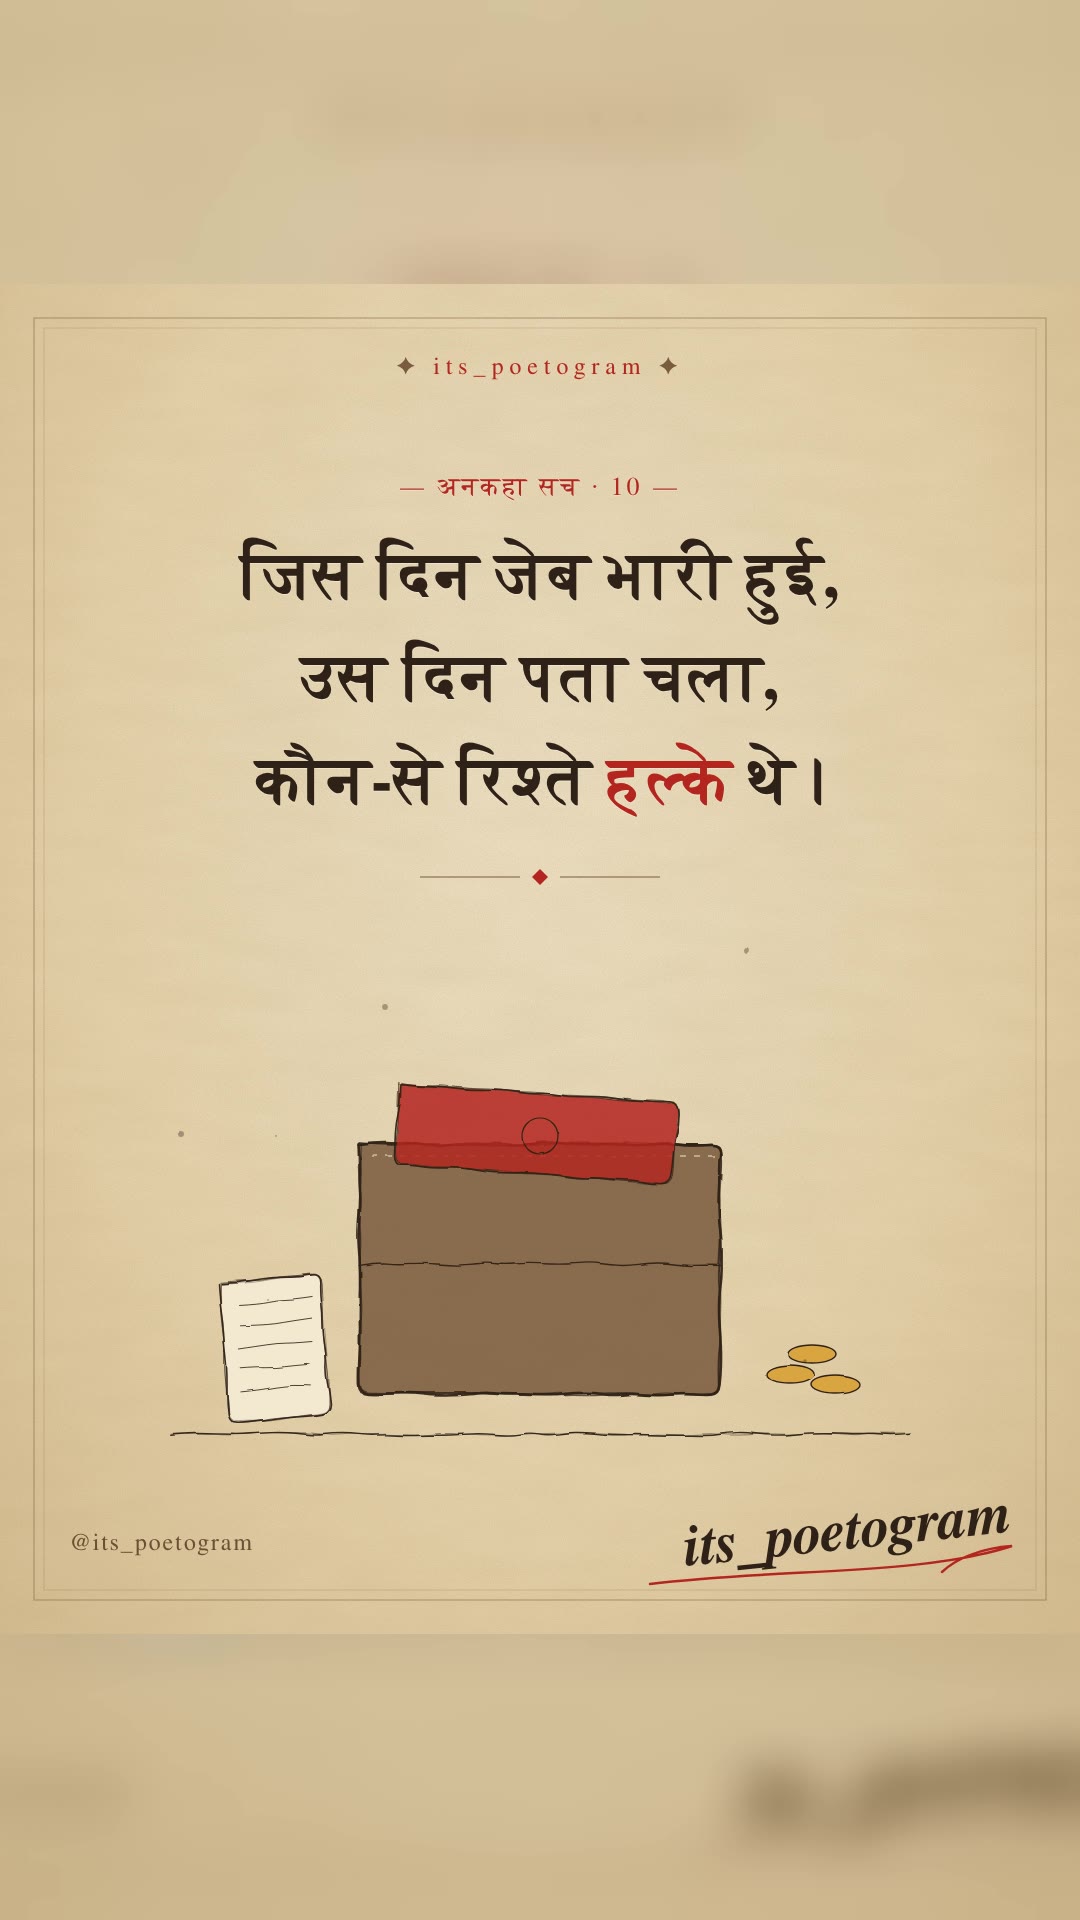 ✦ its_poetogram ✦
— अनकहा सच · 10 —
जिस दिन जेब भारी हुई,
उस दिन पता चला,
कौन-से रिश्ते हल्के थे।
@its_poetogram
its_poetogram